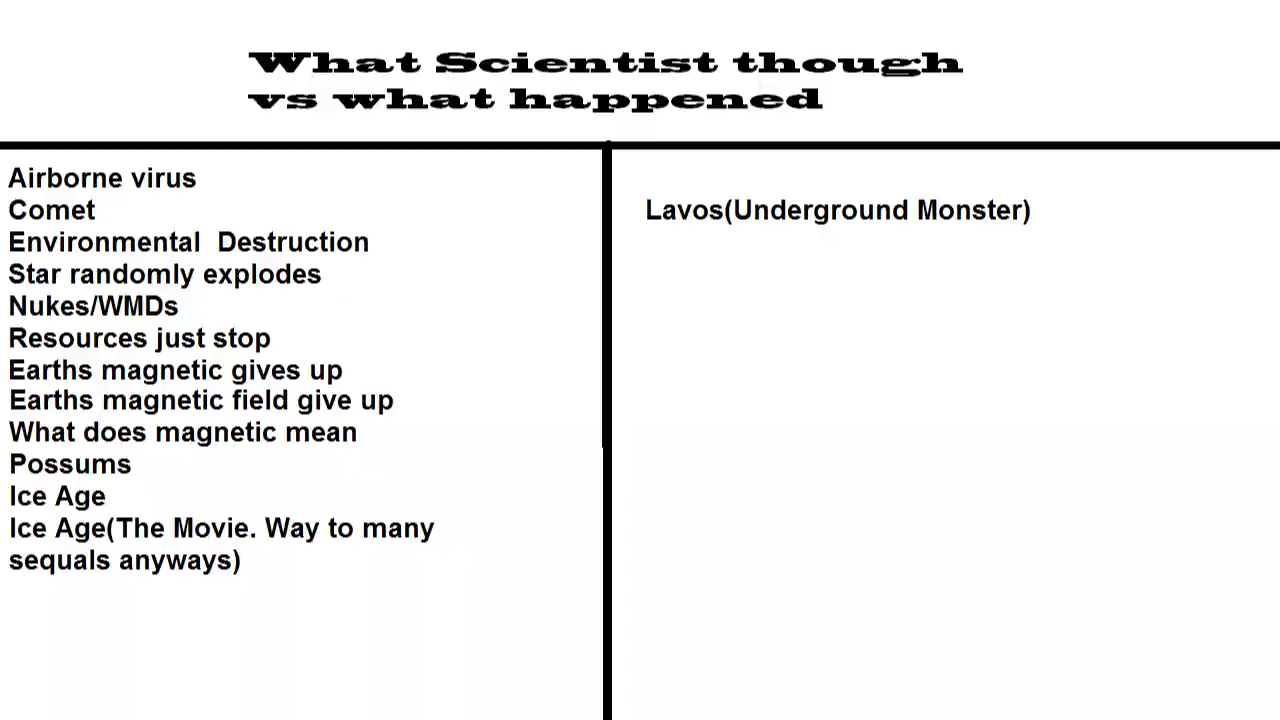 What Scientist though
vs what happened
Airborne virus
Comet
Environmental  Destruction
Star randomly explodes
Nukes/WMDs
Resources just stop
Earths magnetic gives up
Earths magnetic field give up
What does magnetic mean
Possums
Ice Age
Ice Age(The Movie. Way to many
sequals anyways)
Lavos(Underground Monster)